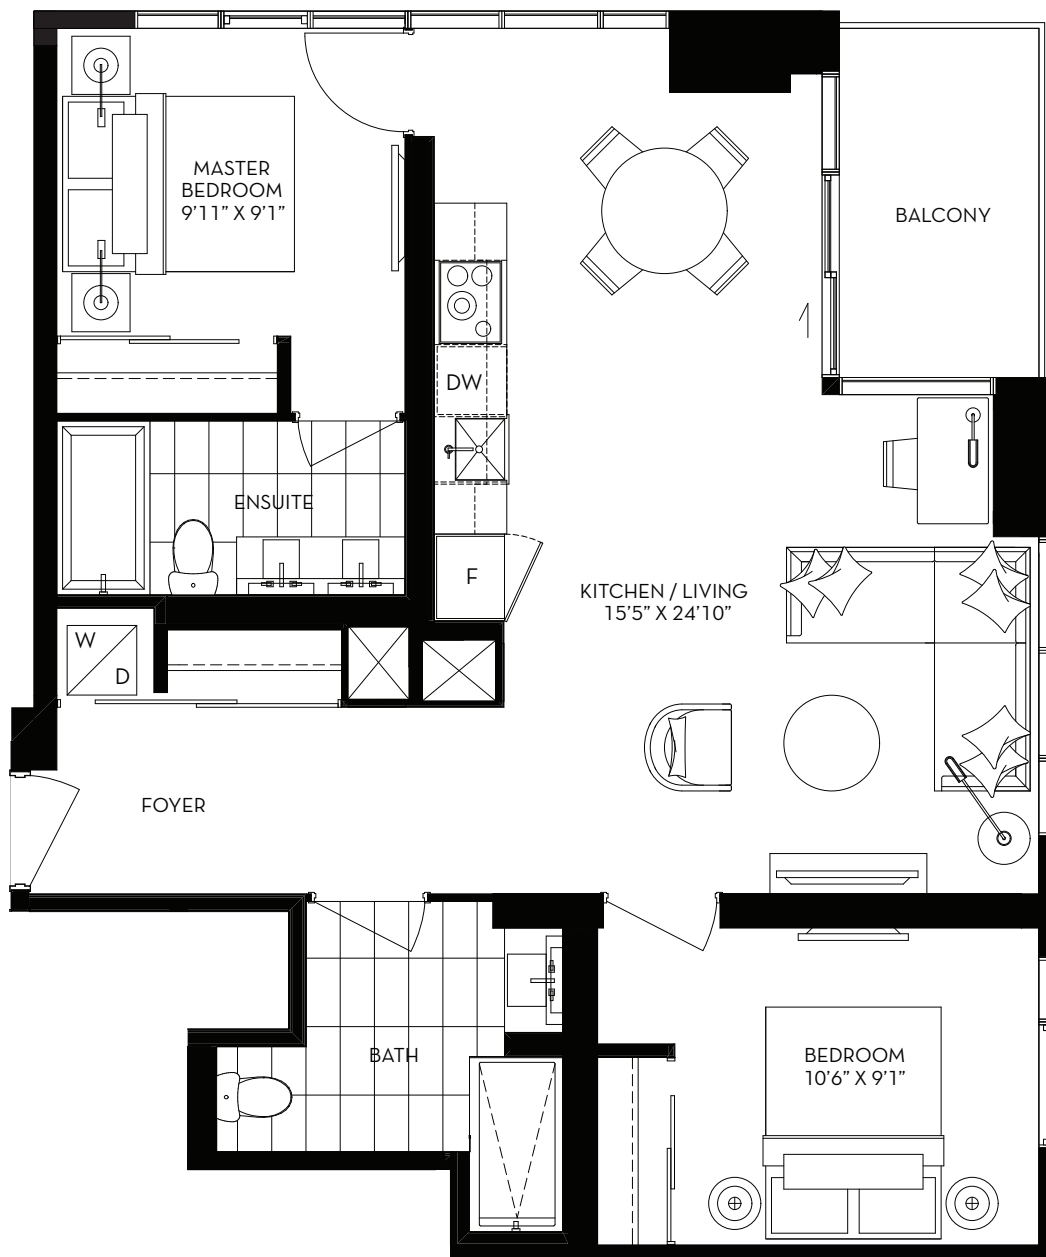 MASTER
BEDROOM
9'11" X 9'1"
BALCONY
DW
ENSUITE
F
KITCHEN / LIVING
15'5" X 24'10"
W
D
FOYER
BATH
BEDROOM
10'6" X 9'1"